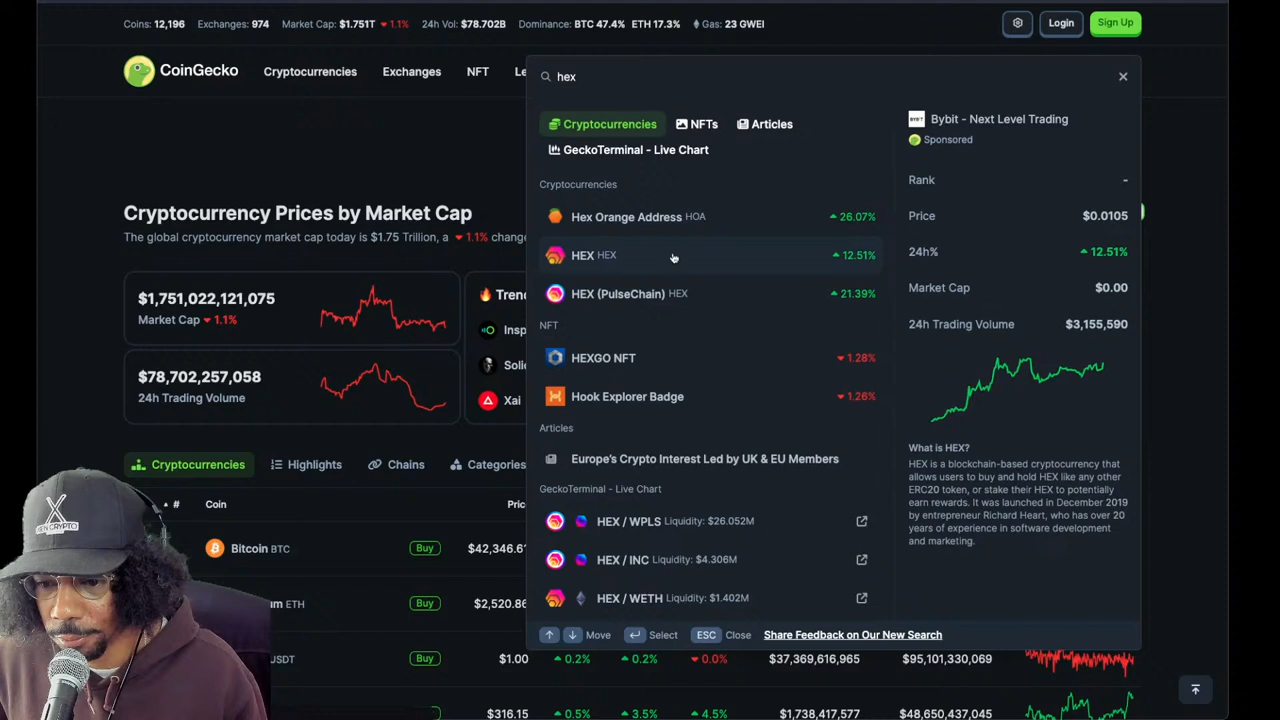 Coins: 12,196 Exchanges: 974 Market Cap: $1.751T 1.1% 24h Vol: $78.702B Dominance: BTC 47.4% ETH 17.3% Gas: 23 GWEI
Login
Sign Up
CoinGecko
Cryptocurrencies
Exchanges
NFT
hex
Cryptocurrencies
NFTs
Articles
GeckoTerminal - Live Chart
Cryptocurrencies
Hex Orange Address HOA 26.07%
HEX HEX 12.51%
HEX (PulseChain) HEX 21.39%
NFT
HEXGO NFT 1.28%
Hook Explorer Badge 1.26%
Articles
Europe's Crypto Interest Led by UK & EU Members
GeckoTerminal - Live Chart
HEX / WPLS Liquidity: $26.052M
HEX / INC Liquidity: $4.306M
HEX / WETH Liquidity: $1.402M
Move
Select
ESC Close
Share Feedback on Our New Search
BYBIT
Bybit - Next Level Trading
Sponsored
Rank -
Price $0.0105
24h% 12.51%
Market Cap $0.00
24h Trading Volume $3,155,590
What is HEX?
HEX is a blockchain-based cryptocurrency that
allows users to buy and hold HEX like any other
ERC20 token, or stake their HEX to potentially
earn rewards. It was launched in December 2019
by entrepreneur Richard Heart, who has over 20
years of experience in software development
and marketing.
Cryptocurrency Prices by Market Cap
The global cryptocurrency market cap today is $1.75 Trillion, a 1.1% change
$1,751,022,121,075
Market Cap 1.1%
$78,702,257,058
24h Trading Volume
Trend
Insp
Solid
Xai
Cryptocurrencies
Highlights
Chains
Categories
# Coin Price
Bitcoin BTC Buy $42,346.6
um ETH Buy $2,520.86
USDT Buy $1.00 0.2% 0.2% 0.0% $37,369,616,965 $95,101,330,069
$316.15 0.5% 3.5% 4.5% $1,738,417,577 $48,650,430,045